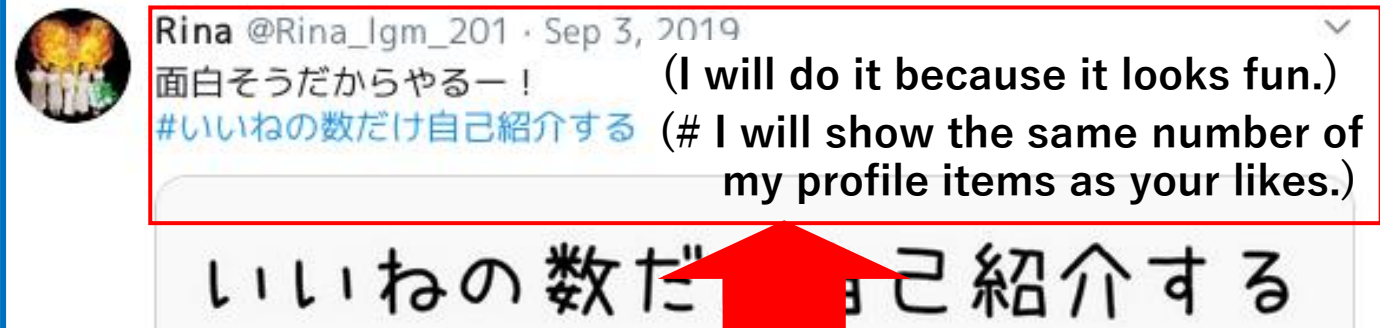 Rina @Rina_lgm_201 · Sep 3, 2019
面白そうだからやるー！
(I will do it because it looks fun.)
#いいねの数だけ自己紹介する
(# I will show the same number of
my profile items as your likes.)
いいねの数だ 自己紹介する